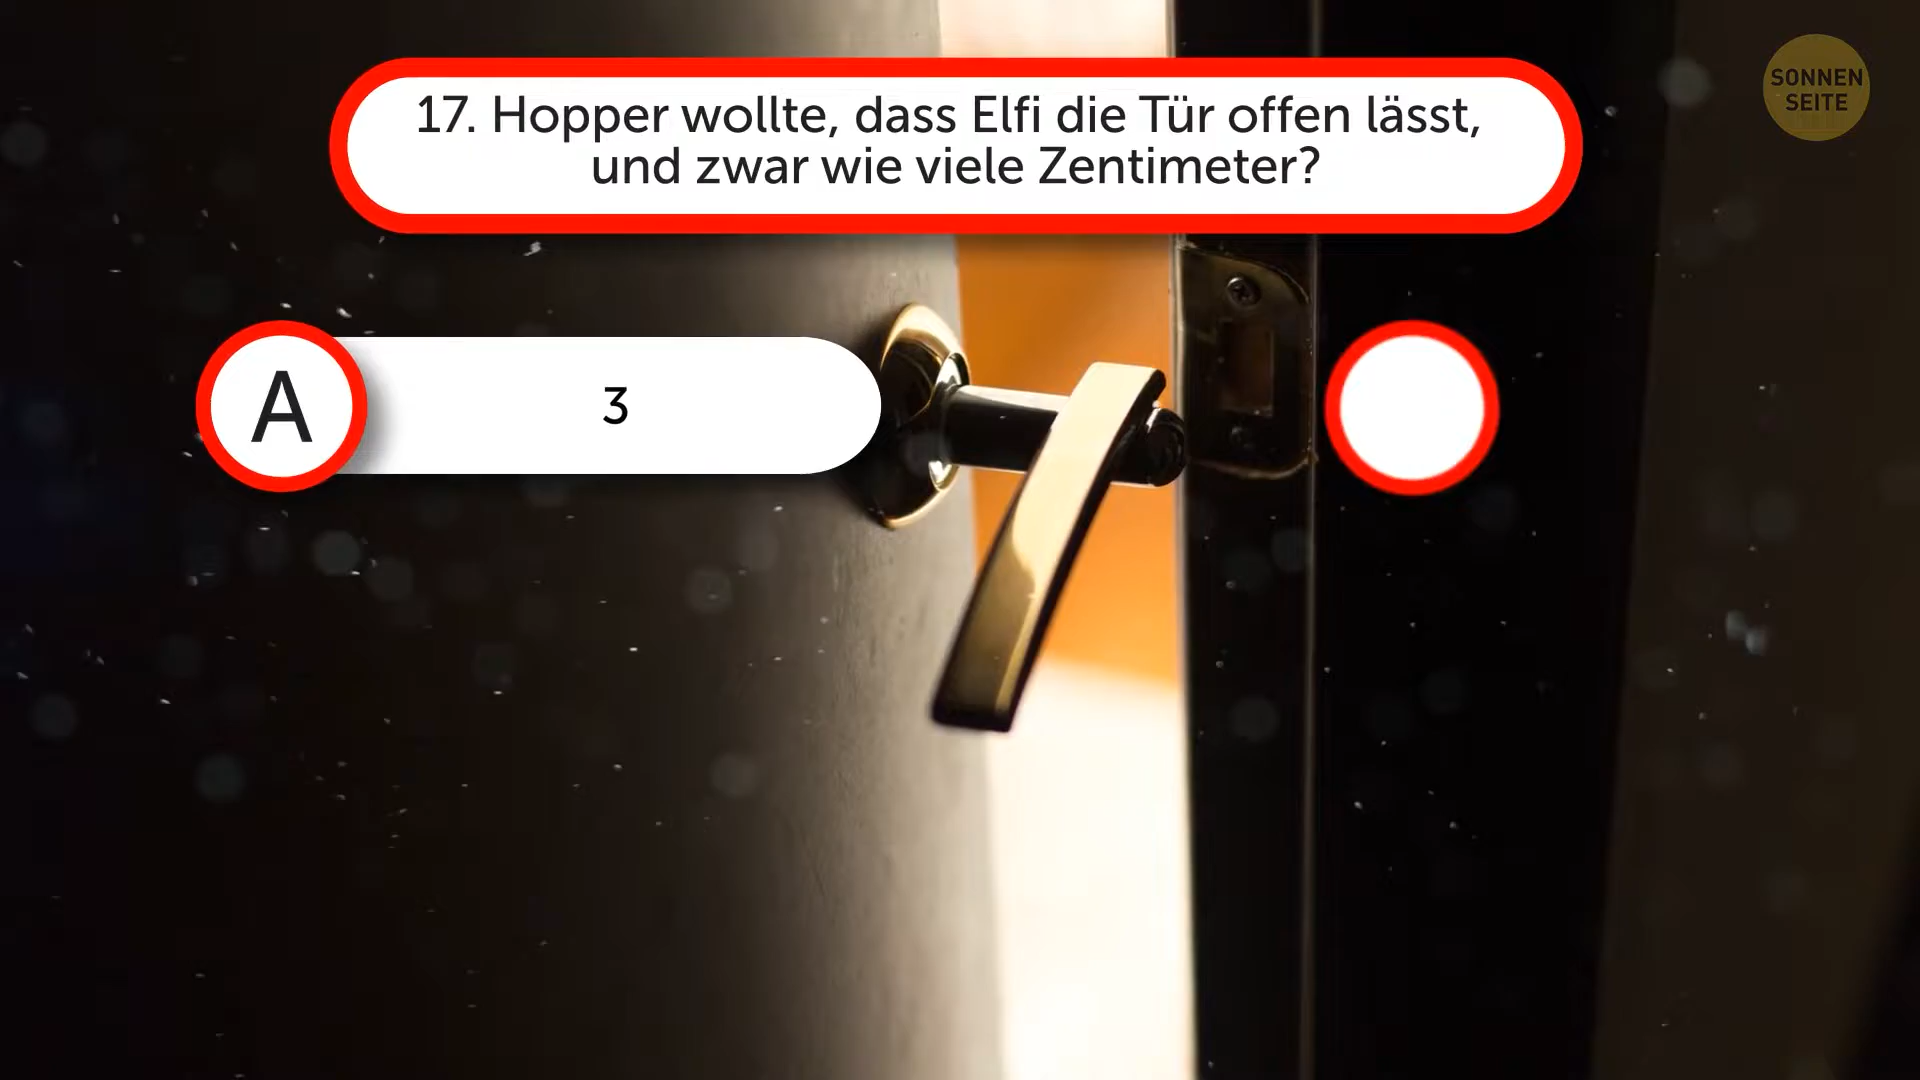 SONNEN
SEITE
17. Hopper wollte, dass Elfi die Tür offen lässt,
und zwar wie viele Zentimeter?
A
3